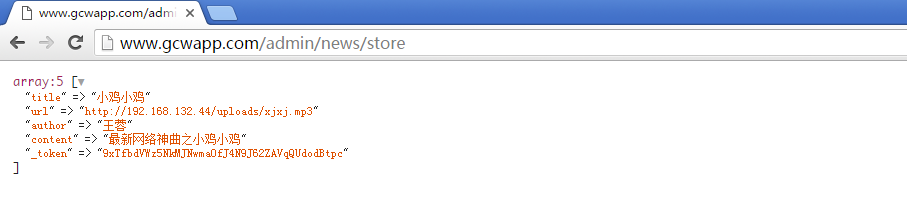 www.gcwapp.com/admi
www.gcwapp.com/admin/news/store
array:5 [▼
"title" => "小鸡小鸡"
"url" => "http://192.168.132.44/uploads/xjxj.mp3"
"author" => "王蓉"
"content" => "最新网络神曲之小鸡小鸡"
"_token" => "9xTfbdVWz5NkMJNwmaOfJ4N9J62ZAVqQUdodBtpc"
]